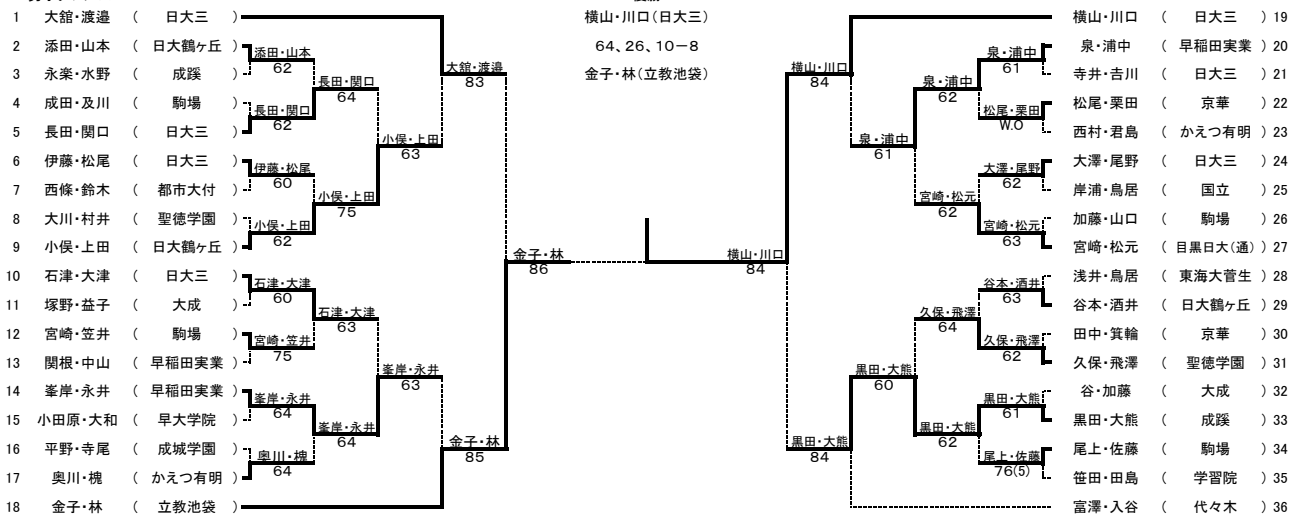 1 大舘・渡邉 ( 日大三 )
2 添田・山本 ( 日大鶴ヶ丘 )
3 永楽・水野 ( 成蹊 )
4 成田・及川 ( 駒場 )
5 長田・関口 ( 日大三 )
6 伊藤・松尾 ( 日大三 )
7 西條・鈴木 ( 都市大付 )
8 大川・村井 ( 聖徳学園 )
9 小俣・上田 ( 日大鶴ヶ丘 )
10 石津・大津 ( 日大三 )
11 塚野・益子 ( 大成 )
12 宮崎・笠井 ( 駒場 )
13 関根・中山 ( 早稲田実業 )
14 峯岸・永井 ( 早稲田実業 )
15 小田原・大和 ( 早大学院 )
16 平野・寺尾 ( 成城学園 )
17 奥川・槐 ( かえつ有明 )
18 金子・林 ( 立教池袋 )
添田・山本
62
長田・関口
62
伊藤・松尾
60
小俣・上田
62
石津・大津
60
宮崎・笠井
75
峯岸・永井
64
奥川・槐
64
長田・関口
64
小俣・上田
75
石津・大津
63
峯岸・永井
64
小俣・上田
63
峯岸・永井
63
大舘・渡邉
83
金子・林
85
金子・林
86
横山・川口(日大三)
64、26、10-8
金子・林(立教池袋)
横山・川口
84
横山・川口
84
黒田・大熊
84
泉・浦中
61
黒田・大熊
60
泉・浦中
62
宮崎・松元
62
久保・飛澤
64
黒田・大熊
62
泉・浦中
61
松尾・栗田
W.O
大澤・尾野
62
宮崎・松元
63
谷本・酒井
63
久保・飛澤
62
黒田・大熊
61
尾上・佐藤
76(5)
横山・川口 ( 日大三 ) 19
泉・浦中 ( 早稲田実業 ) 20
寺井・吉川 ( 日大三 ) 21
松尾・栗田 ( 京華 ) 22
西村・君島 ( かえつ有明 ) 23
大澤・尾野 ( 日大三 ) 24
岸浦・鳥居 ( 国立 ) 25
加藤・山口 ( 駒場 ) 26
宮﨑・松元 ( 目黒日大(通) ) 27
浅井・鳥居 ( 東海大菅生 ) 28
谷本・酒井 ( 日大鶴ヶ丘 ) 29
田中・箕輪 ( 京華 ) 30
久保・飛澤 ( 聖徳学園 ) 31
谷・加藤 ( 大成 ) 32
黒田・大熊 ( 成蹊 ) 33
尾上・佐藤 ( 駒場 ) 34
笹田・田島 ( 学習院 ) 35
富澤・入谷 ( 代々木 ) 36